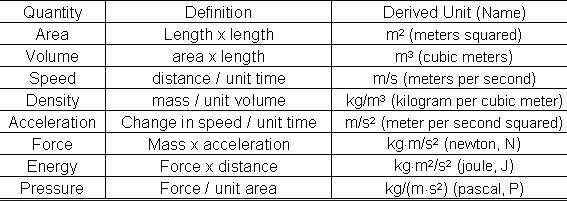 Quantity Definition Derived Unit (Name)
Area Length x length m² (meters squared)
Volume area x length m³ (cubic meters)
Speed distance / unit time m/s (meters per second)
Density mass / unit volume kg/m³ (kilogram per cubic meter)
Acceleration Change in speed / unit time m/s² (meter per second squared)
Force Mass x acceleration kg·m/s² (newton, N)
Energy Force x distance kg·m²/s² (joule, J)
Pressure Force / unit area kg/(m·s²) (pascal, P)